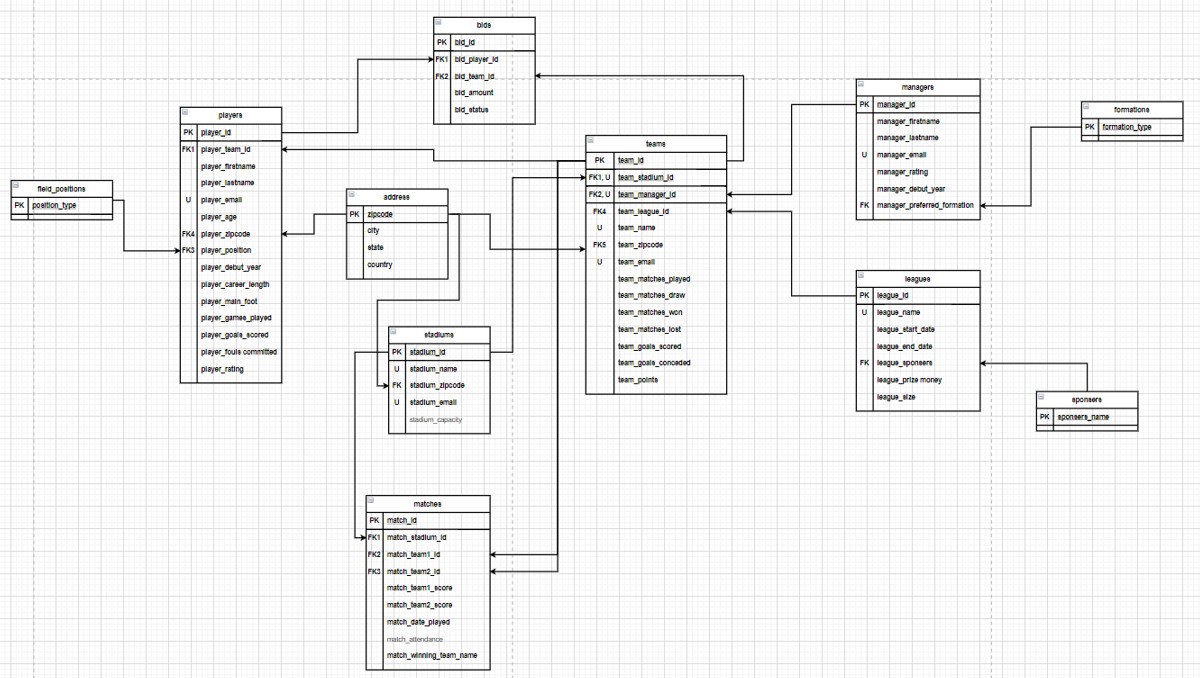 bids
PK bid_id
FK1 bid_player_id
FK2 bid_team_id
bid_amount
bid_status
players
PK player_id
FK1 player_team_id
player_firstname
player_lastname
U player_email
player_age
FK4 player_zipcode
FK3 player_position
player_debut_year
player_career_length
player_main_foot
player_games_played
player_goals_scored
player_fouls committed
player_rating
field_positions
PK position_type
address
PK zipcode
city
state
country
teams
PK team_id
FK1, U team_stadium_id
FK2, U team_manager_id
FK4 team_league_id
U team_name
FK5 team_zipcode
U team_email
team_matches_played
team_matches_draw
team_matches_won
team_matches_lost
team_goals_scored
team_goals_conceded
team_points
managers
PK manager_id
manager_firstname
manager_lastname
U manager_email
manager_rating
manager_debut_year
FK manager_preferred_formation
formations
PK formation_type
leagues
PK league_id
U league_name
league_start_date
league_end_date
FK league_sponsers
league_prize money
league_size
sponsers
PK sponsers_name
stadiums
PK stadium_id
U stadium_name
FK stadium_zipcode
U stadium_email
stadium_capacity
matches
PK match_id
FK1 match_stadium_id
FK2 match_team1_id
FK3 match_team2_id
match_team1_score
match_team2_score
match_date_played
match_attendance
match_winning_team_name